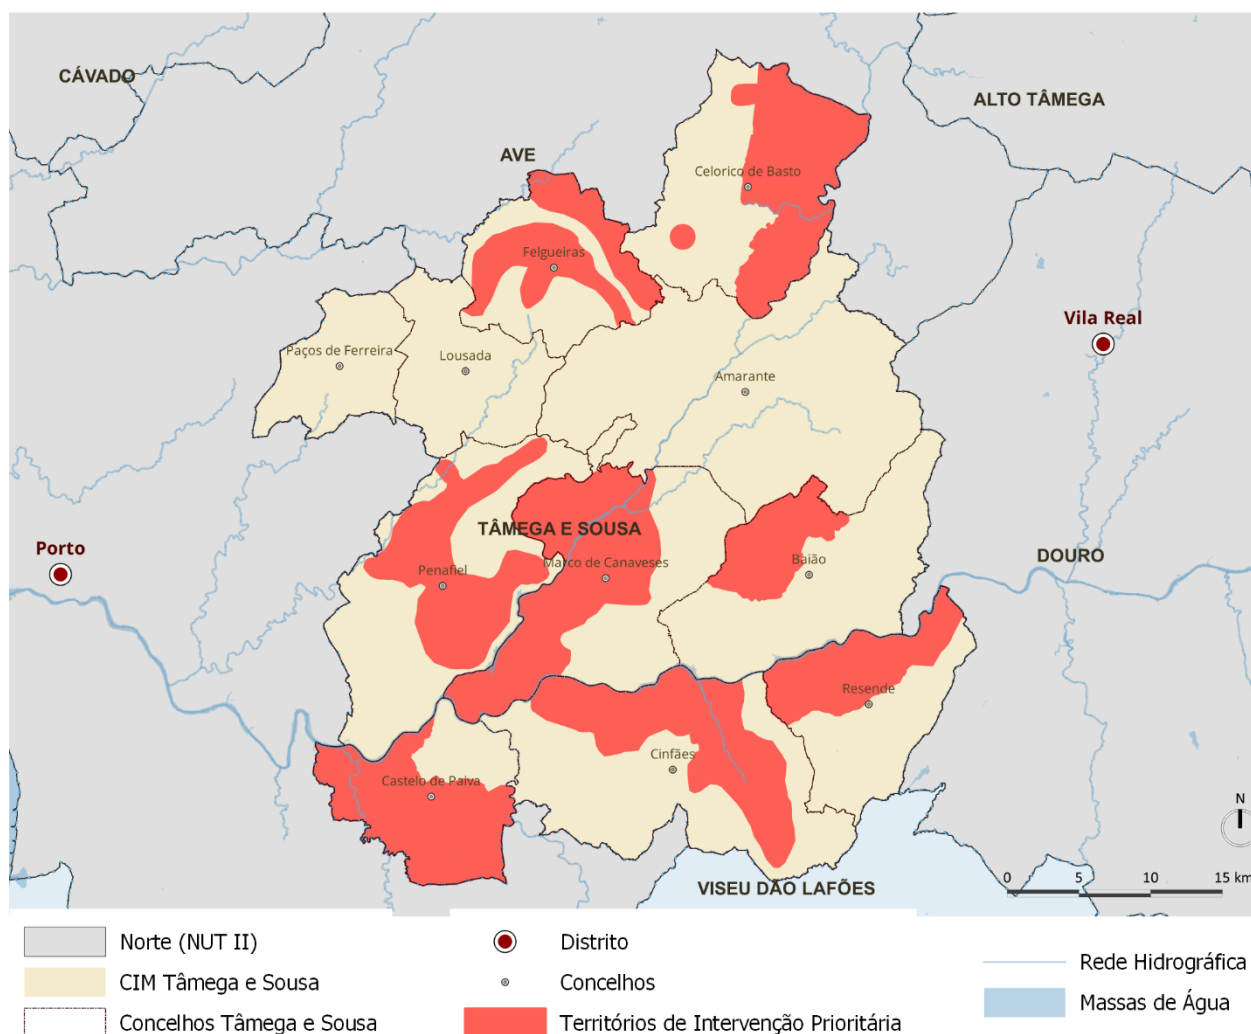 CÁVADO
ALTO TÂMEGA
AVE
Celorico de Basto
Felgueiras
Vila Real
Paços de Ferreira
Lousada
Amarante
TÂMEGA E SOUSA
Porto
DOURO
Marco de Canaveses
Baião
Penafiel
Resende
Cinfães
Castelo de Paiva
N
VISEU DÃO LAFÕES
0 5 10 15 km
Norte (NUT II)
CIM Tâmega e Sousa
Concelhos Tâmega e Sousa
Distrito
Concelhos
Territórios de Intervenção Prioritária
Rede Hidrográfica
Massas de Água